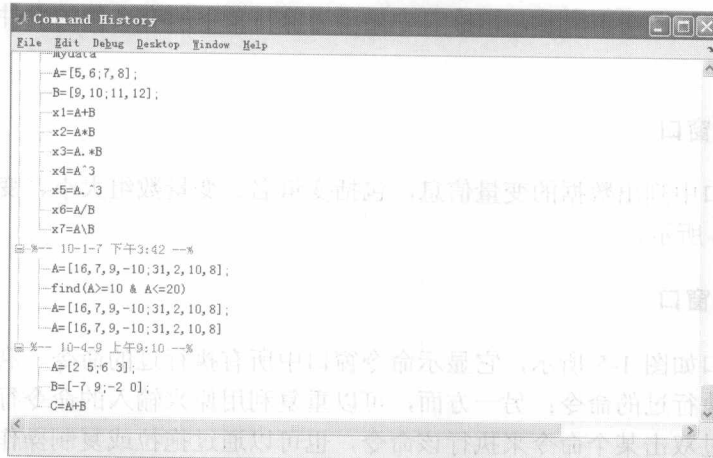 Command History
File Edit Debug Desktop Window Help
mydata
A=[5,6;7,8];
B=[9,10;11,12];
x1=A+B
x2=A*B
x3=A.*B
x4=A^3
x5=A.^3
x6=A/B
x7=A\B
%-- 10-1-7 下午3:42 --%
A=[16,7,9,-10;31,2,10,8];
find(A>=10 & A<=20)
A=[16,7,9,-10;31,2,10,8];
A=[16,7,9,-10;31,2,10,8]
%-- 10-4-9 上午9:10 --%
A=[2 5;6 3];
B=[-7 9;-2 0];
C=A+B